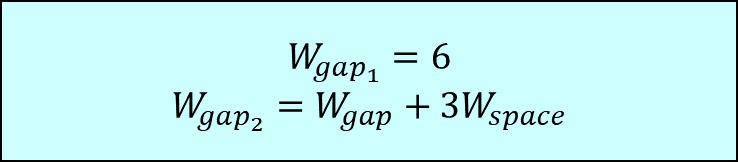 W_{gap_1} = 6
W_{gap_2} = W_{gap} + 3W_{space}